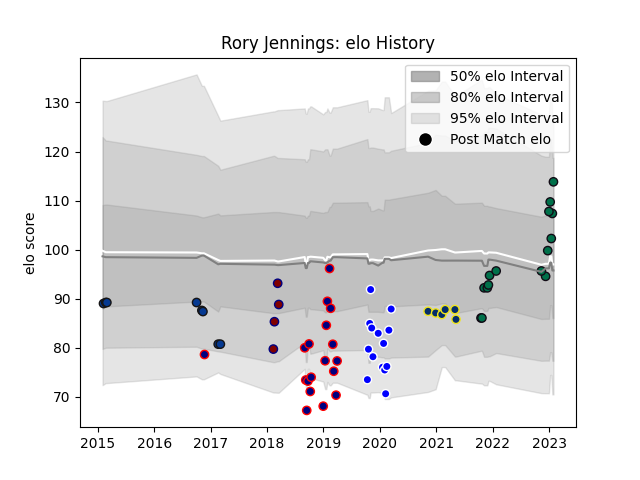 Rory Jennings: elo History
50% elo Interval
80% elo Interval
95% elo Interval
Post Match elo
elo score
130
120
110
100
90
80
70
2015 2016 2017 2018 2019 2020 2021 2022 2023